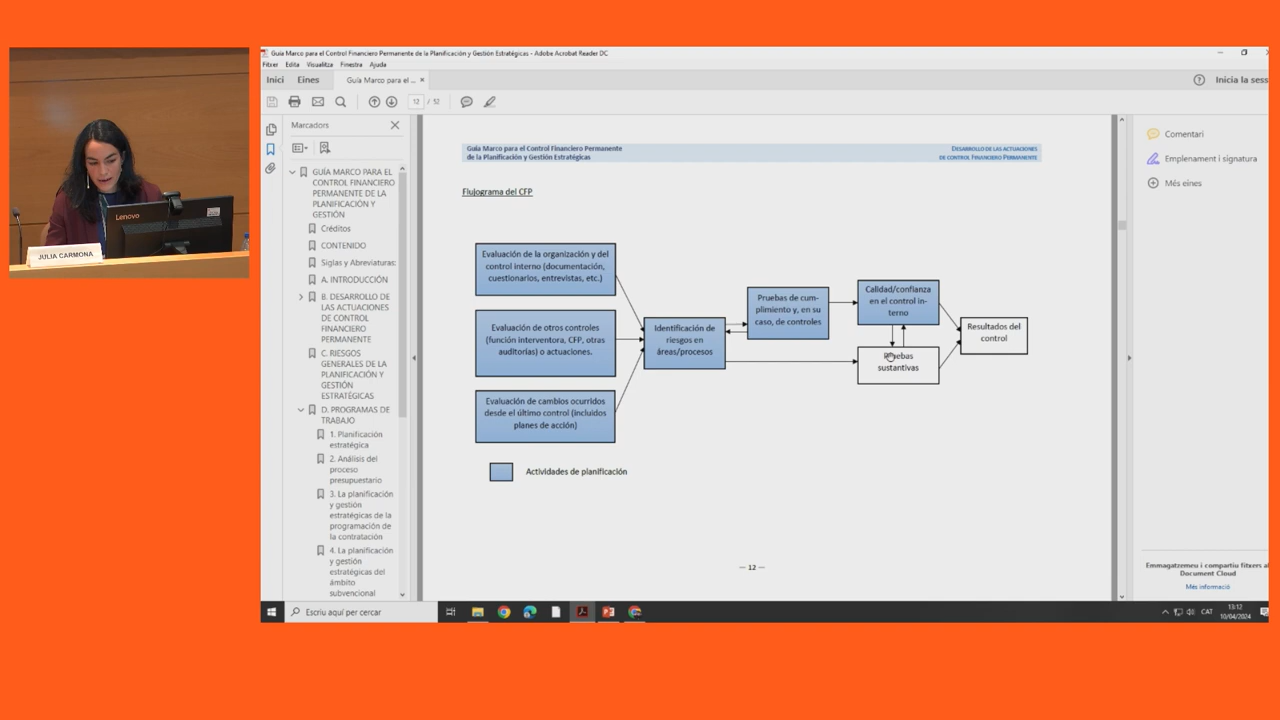 Lenovo
JULIA CARMONA
Guía Marco para el Control Financiero Permanente de la Planificación y Gestión Estratégicas - Adobe Acrobat Reader DC
Fitxer Edita Visualitza Finestra Ajuda
Inici Eines Guía Marco para el ... × Inicia la sess
12 / 52
Marcadors
GUÍA MARCO PARA EL
CONTROL FINANCIERO
PERMANENTE DE LA
PLANIFICACIÓN Y
GESTIÓN
Créditos
CONTENIDO
Siglas y Abreviaturas:
A. INTRODUCCIÓN
B. DESARROLLO DE
LAS ACTUACIONES
DE CONTROL
FINANCIERO
PERMANENTE
C. RIESGOS
GENERALES DE LA
PLANIFICACIÓN Y
GESTIÓN
ESTRATÉGICAS
D. PROGRAMAS DE
TRABAJO
1. Planificación
estratégica
2. Análisis del
proceso
presupuestario
3. La planificación
y gestión
estratégicas de la
programación de
la contratación
4. La planificación
y gestión
estratégicas del
ámbito
subvencional
Guía Marco para el Control Financiero Permanente
de la Planificación y Gestión Estratégicas
DESARROLLO DE LAS ACTUACIONES
DE CONTROL FINANCIERO PERMANENTE
Flujograma del CFP
Evaluación de la organización y del
control interno (documentación,
cuestionarios, entrevistas, etc.)
Evaluación de otros controles
(función interventora, CFP, otras
auditorías) o actuaciones.
Evaluación de cambios ocurridos
desde el último control (incluidos
planes de acción)
Identificación de
riesgos en
áreas/procesos
Pruebas de cum-
plimiento y, en su
caso, de controles
Calidad/confianza
en el control in-
terno
Pruebas
sustantivas
Resultados del
control
Actividades de planificación
— 12 —
Comentari
Emplenament i signatura
Més eines
Emmagatzemeu i compartiu fitxers al
Document Cloud
Més informació
Escriu aquí per cercar
CAT
13:12
10/04/2024